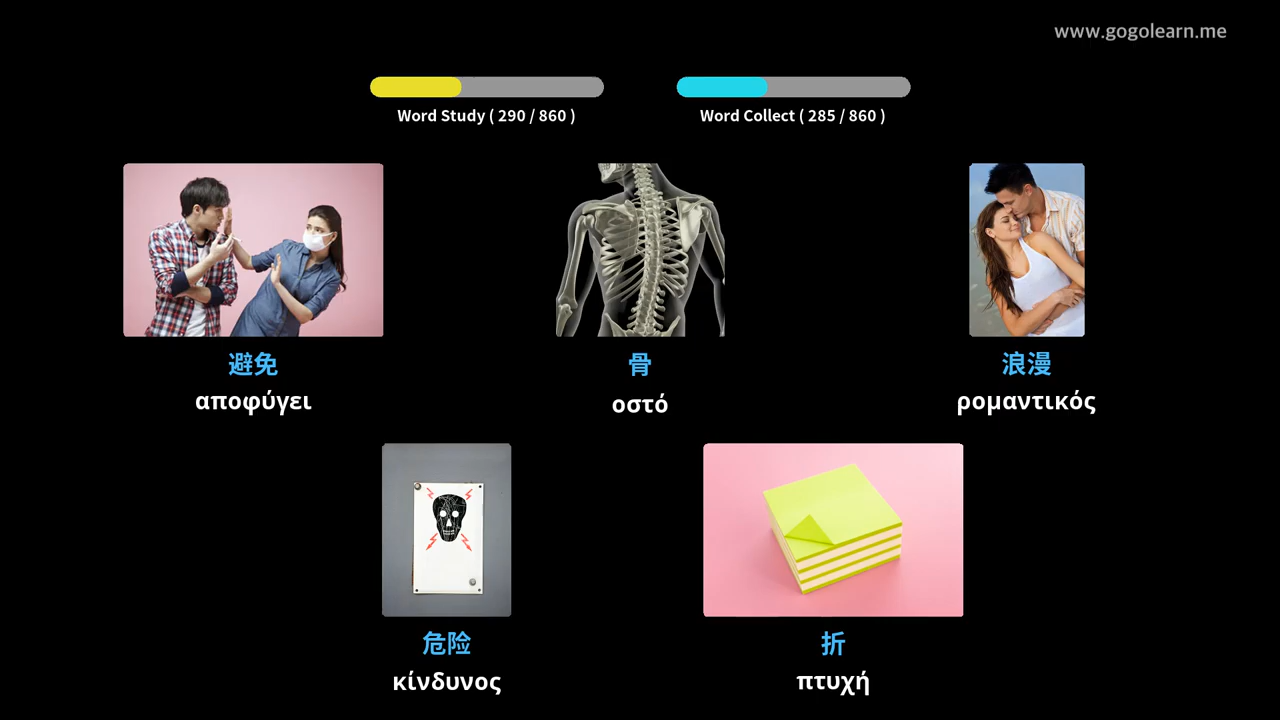 www.gogolearn.me
Word Study ( 290 / 860 )
Word Collect ( 285 / 860 )
避免
αποφύγει
骨
οστό
浪漫
ρομαντικός
危险
κίνδυνος
折
πτυχή